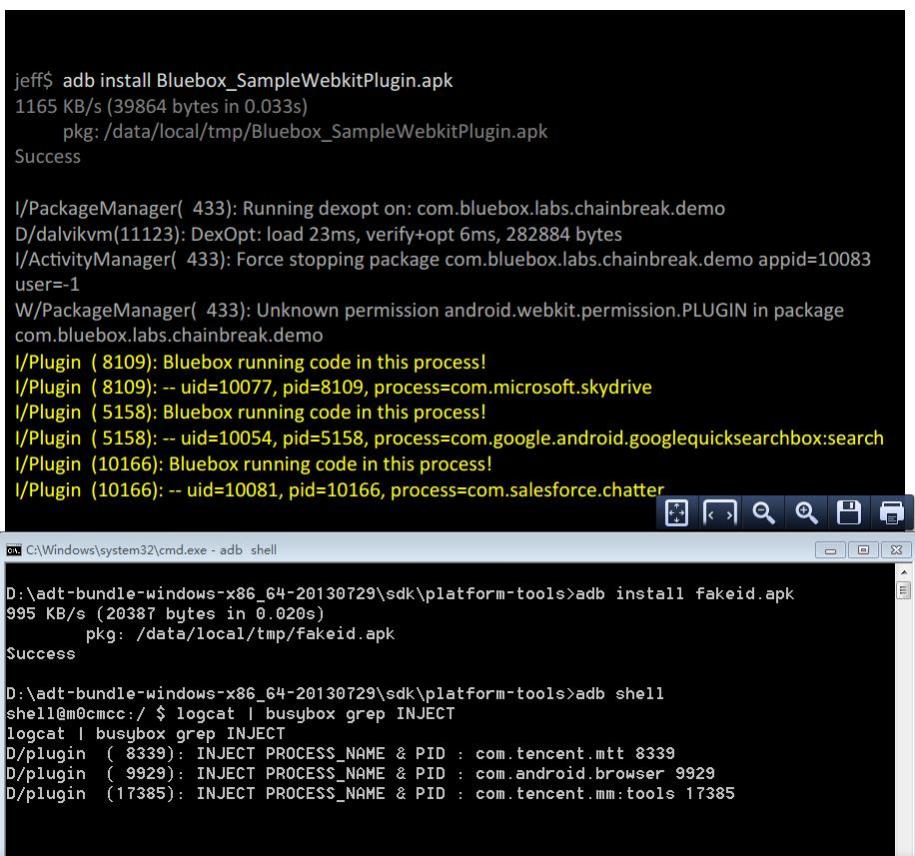 jeff$ adb install Bluebox_SampleWebkitPlugin.apk
1165 KB/s (39864 bytes in 0.033s)
pkg: /data/local/tmp/Bluebox_SampleWebkitPlugin.apk
Success
I/PackageManager( 433): Running dexopt on: com.bluebox.labs.chainbreak.demo
D/dalvikvm(11123): DexOpt: load 23ms, verify+opt 6ms, 282884 bytes
I/ActivityManager( 433): Force stopping package com.bluebox.labs.chainbreak.demo appid=10083
user=-1
W/PackageManager( 433): Unknown permission android.webkit.permission.PLUGIN in package
com.bluebox.labs.chainbreak.demo
I/Plugin ( 8109): Bluebox running code in this process!
I/Plugin ( 8109): -- uid=10077, pid=8109, process=com.microsoft.skydrive
I/Plugin ( 5158): Bluebox running code in this process!
I/Plugin ( 5158): -- uid=10054, pid=5158, process=com.google.android.googlequicksearchbox:search
I/Plugin (10166): Bluebox running code in this process!
I/Plugin (10166): -- uid=10081, pid=10166, process=com.salesforce.chatter
C:\Windows\system32\cmd.exe - adb shell
D:\adt-bundle-windows-x86_64-20130729\sdk\platform-tools>adb install fakeid.apk
995 KB/s (20387 bytes in 0.020s)
pkg: /data/local/tmp/fakeid.apk
Success
D:\adt-bundle-windows-x86_64-20130729\sdk\platform-tools>adb shell
shell@m0cmcc:/ $ logcat | busybox grep INJECT
logcat | busybox grep INJECT
D/plugin ( 8339): INJECT PROCESS_NAME & PID : com.tencent.mtt 8339
D/plugin ( 9929): INJECT PROCESS_NAME & PID : com.android.browser 9929
D/plugin (17385): INJECT PROCESS_NAME & PID : com.tencent.mm:tools 17385